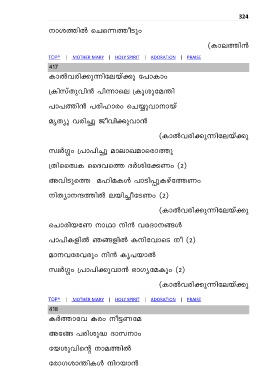 324
നാശത്തിൽ ചെന്നെത്തീടും
(കാലത്തിൻ
TOP^ | MOTHER MARY | HOLY SPIRIT | ADORATION | PRAISE
417
കാൽവരിക്കുന്നിലേയ്ക്കു പോകാം
ക്രിസ്തുവിൻ പിന്നാലെ ക്രൂശുമേന്തി
പാപത്തിൻ പരിഹാരം ചെയ്യുവാനായ്
മൃത്യു വരിച്ചു ജീവിക്കുവാൻ
(കാൽവരിക്കുന്നിലേയ്ക്കു
സ്വർഗ്ഗം പ്രാപിച്ചു മാലാഖമാരൊത്തു
ത്രിത്വൈക ദൈവത്തെ ദർശിക്കേണം (2)
അവിടുത്തെ മഹിമകൾ പാടിപ്പുകഴ്ത്തേണം
നിത്യാനന്ദത്തിൽ ലയിച്ചീടേണം (2)
(കാൽവരിക്കുന്നിലേയ്ക്കു
ചൊരിയണേ നാഥാ നിൻ വരദാനങ്ങൾ
പാപികളിൽ ഞങ്ങളിൽ കനിവോടെ നീ (2)
മാനവരേവരും നിൻ കൃപയാൽ
സ്വർഗ്ഗം പ്രാപിക്കുവാൻ ഭാഗ്യമേകൂ (2)
(കാൽവരിക്കുന്നിലേയ്ക്കു
TOP^ | MOTHER MARY | HOLY SPIRIT | ADORATION | PRAISE
418
കർത്താവേ കരം നീട്ടണമേ
അങ്ങേ പരിശുദ്ധ ദാസനാം
യേശുവിന്റെ നാമത്തിൽ
രോഗശാന്തികൾ നിറയാൻ